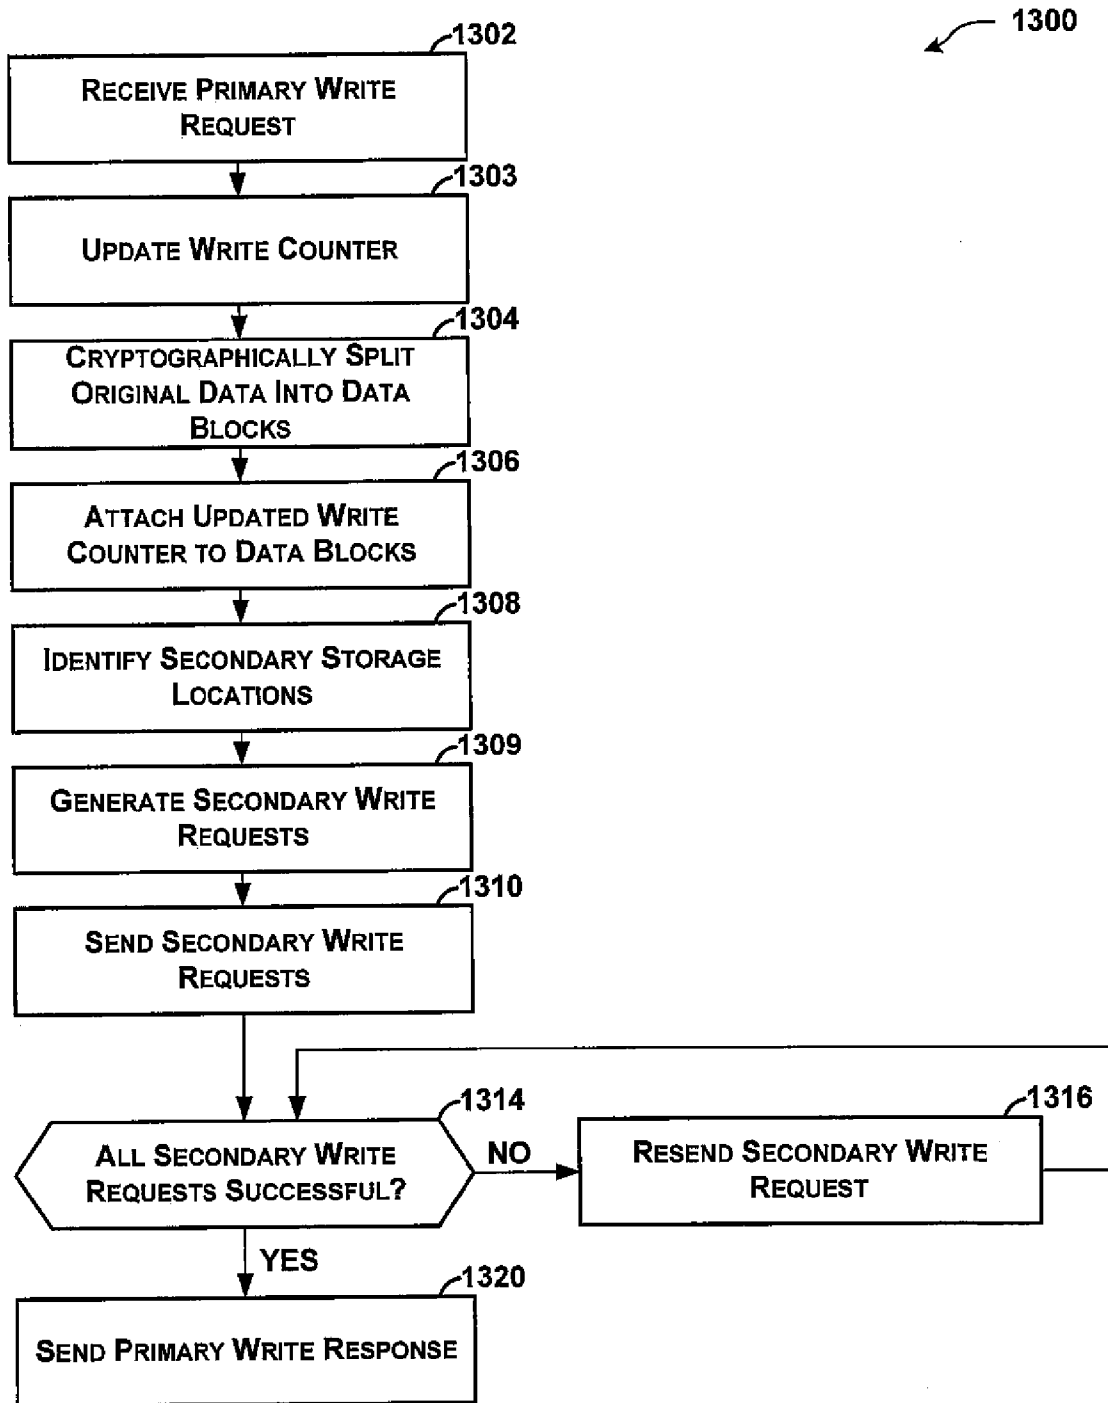 1300
1302
RECEIVE PRIMARY WRITE
REQUEST
1303
UPDATE WRITE COUNTER
1304
CRYPTOGRAPHICALLY SPLIT
ORIGINAL DATA INTO DATA
BLOCKS
1306
ATTACH UPDATED WRITE
COUNTER TO DATA BLOCKS
1308
IDENTIFY SECONDARY STORAGE
LOCATIONS
1309
GENERATE SECONDARY WRITE
REQUESTS
1310
SEND SECONDARY WRITE
REQUESTS
1314
ALL SECONDARY WRITE
REQUESTS SUCCESSFUL?
NO
1316
RESEND SECONDARY WRITE
REQUEST
YES
1320
SEND PRIMARY WRITE RESPONSE